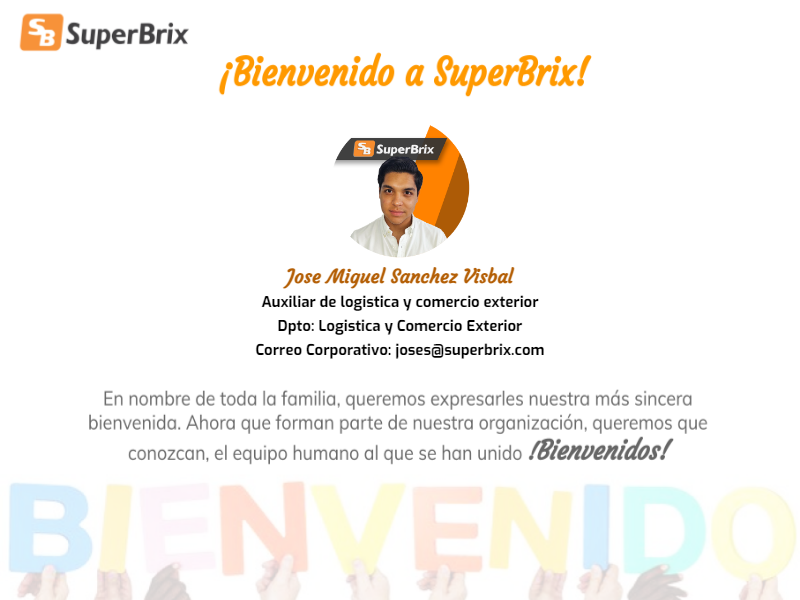 SB SuperBrix
¡Bienvenido a SuperBrix!
SB SuperBrix
Jose Miguel Sanchez Visbal
Auxiliar de logistica y comercio exterior
Dpto: Logistica y Comercio Exterior
Correo Corporativo: joses@superbrix.com
En nombre de toda la familia, queremos expresarles nuestra más sincera
bienvenida. Ahora que forman parte de nuestra organización, queremos que
conozcan, el equipo humano al que se han unido !Bienvenidos!
BIENVENIDO